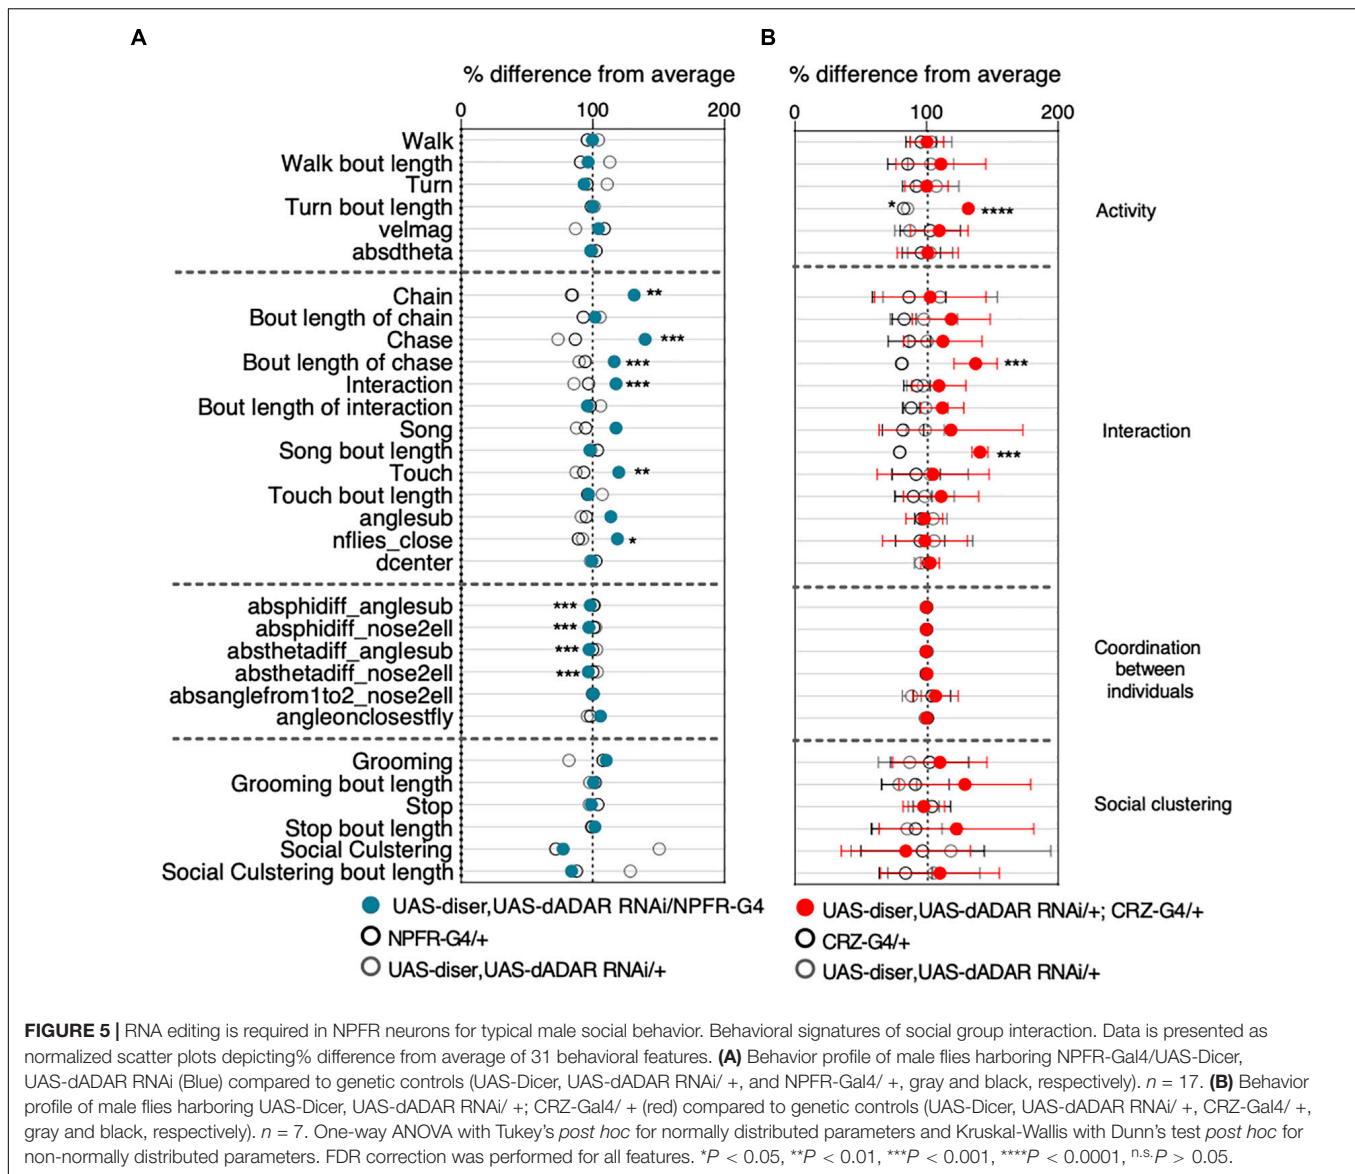 A
% difference from average
0 100 200
Walk
Walk bout length
Turn
Turn bout length
velmag
absdtheta
Chain **
Bout length of chain
Chase ***
Bout length of chase ***
Interaction ***
Bout length of interaction
Song
Song bout length
Touch **
Touch bout length
anglesub
nflies_close *
dcenter
absphidiff_anglesub ***
absphidiff_nose2ell ***
absthetadiff_anglesub ***
absthetadiff_nose2ell ***
absanglefrom1to2_nose2ell
angleonclosestfly
Grooming
Grooming bout length
Stop
Stop bout length
Social Culstering
Social Culstering bout length
UAS-diser,UAS-dADAR RNAi/NPFR-G4
NPFR-G4/+
UAS-diser,UAS-dADAR RNAi/+
B
% difference from average
0 100 200
* ****
Activity
***
Interaction
***
Coordination
between
individuals
Social clustering
UAS-diser,UAS-dADAR RNAi/+; CRZ-G4/+
CRZ-G4/+
UAS-diser,UAS-dADAR RNAi/+
FIGURE 5 | RNA editing is required in NPFR neurons for typical male social behavior. Behavioral signatures of social group interaction. Data is presented as
normalized scatter plots depicting% difference from average of 31 behavioral features. (A) Behavior profile of male flies harboring NPFR-Gal4/UAS-Dicer,
UAS-dADAR RNAi (Blue) compared to genetic controls (UAS-Dicer, UAS-dADAR RNAi/ +, and NPFR-Gal4/ +, gray and black, respectively). n = 17. (B) Behavior
profile of male flies harboring UAS-Dicer, UAS-dADAR RNAi/ +; CRZ-Gal4/ + (red) compared to genetic controls (UAS-Dicer, UAS-dADAR RNAi/ +, CRZ-Gal4/ +,
gray and black, respectively). n = 7. One-way ANOVA with Tukey's post hoc for normally distributed parameters and Kruskal-Wallis with Dunn's test post hoc for
non-normally distributed parameters. FDR correction was performed for all features. *P < 0.05, **P < 0.01, ***P < 0.001, ****P < 0.0001, n.s.P > 0.05.